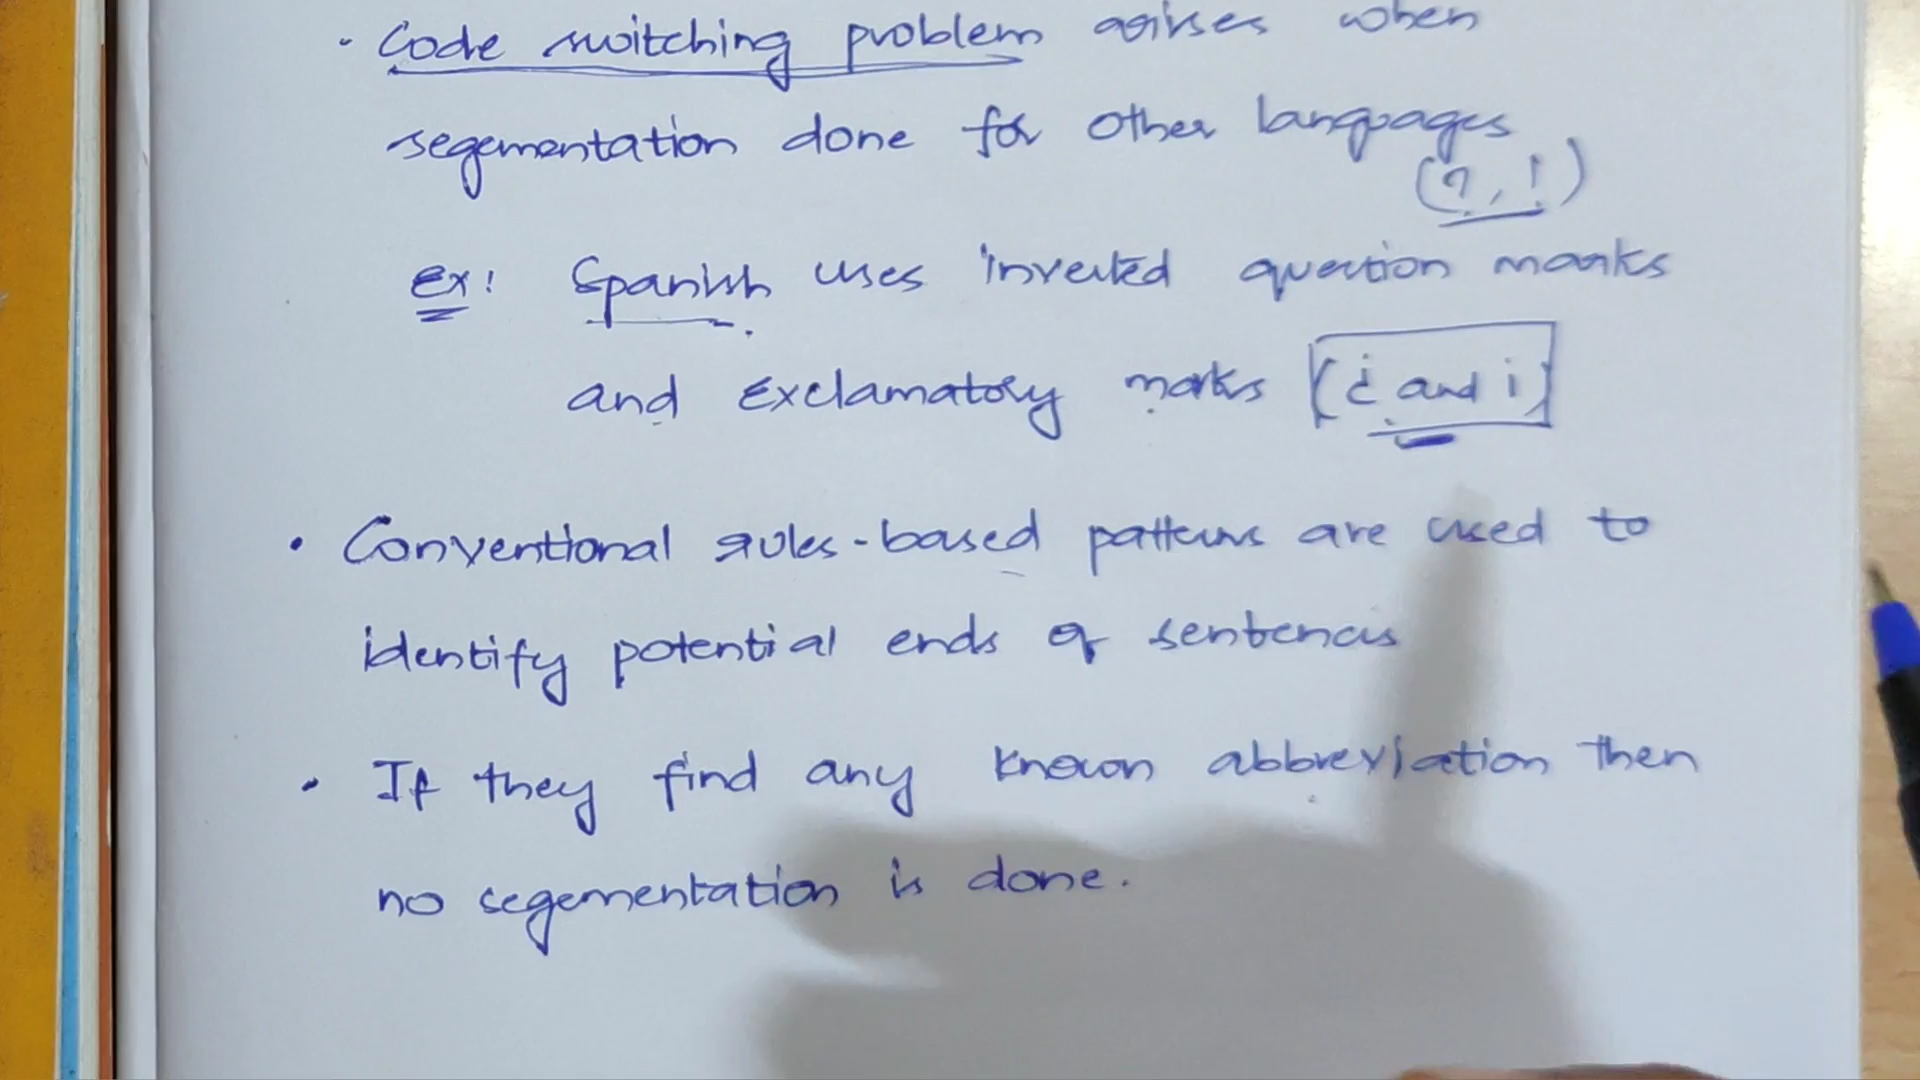 · Code switching problem arises when
segementation done for other languages
(?, !)
ex: Spanish uses inverted question marks
and Exclamatory marks (¿ and ¡)
· Conventional rules-based patterns are used to
identify potential ends of sentences
· If they find any known abbreviation then
no segementation is done.